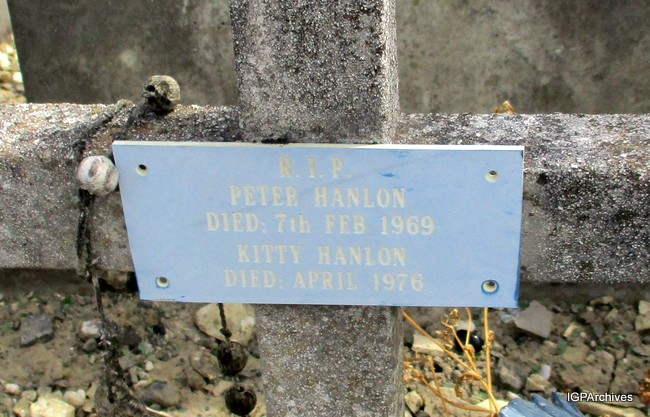 R.I.P.
PETER HANLON
DIED: 7th FEB 1969
KITTY HANLON
DIED: APRIL 1976
IGPArchives